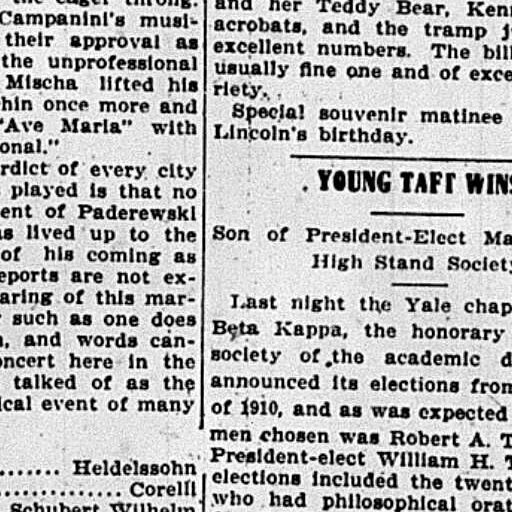 Campanini's musi-
their approval as
the unprofessional
Mischa lifted his
hin once more and
"Ave Maria" with
onal."
rdict of every city
played is that no
ent of Paderewski
as lived up to the
of his coming as
eports are not ex-
aring of this mar-
such as one does
, and words can-
oncert here in the
talked of as the
ical event of many
....... Heldelssohn
............. Corelli
Schubert Wilhelm
and her Teddy Bear, Ken
acrobats, and the tramp j
excellent numbers. The bill
usually fine one and of exce
riety.
Special souvenir matinee
Lincoln's birthday.
YOUNG TAFT WINS
Son of President-Elect Ma
High Stand Society
Last night the Yale chap
Beta Kappa, the honorary
society of the academic d
announced its elections from
of 1910, and as was expected
men chosen was Robert A. T
President-elect William H. T
elections included the twent
who had philosophical orat